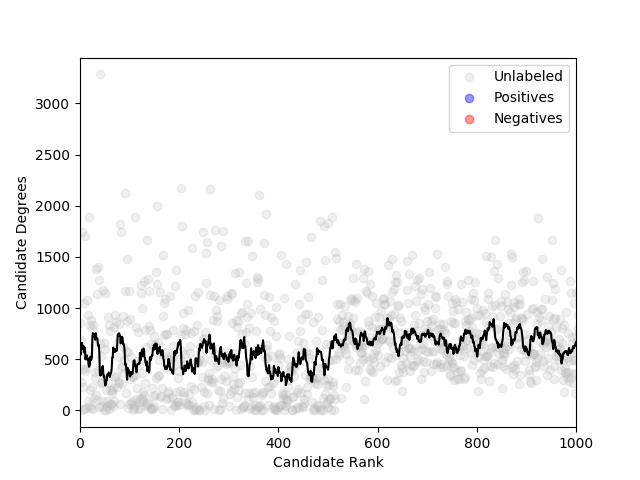 Unlabeled
Positives
Negatives
3000
2500
2000
1500
1000
500
0
Candidate Degrees
0 200 400 600 800 1000
Candidate Rank